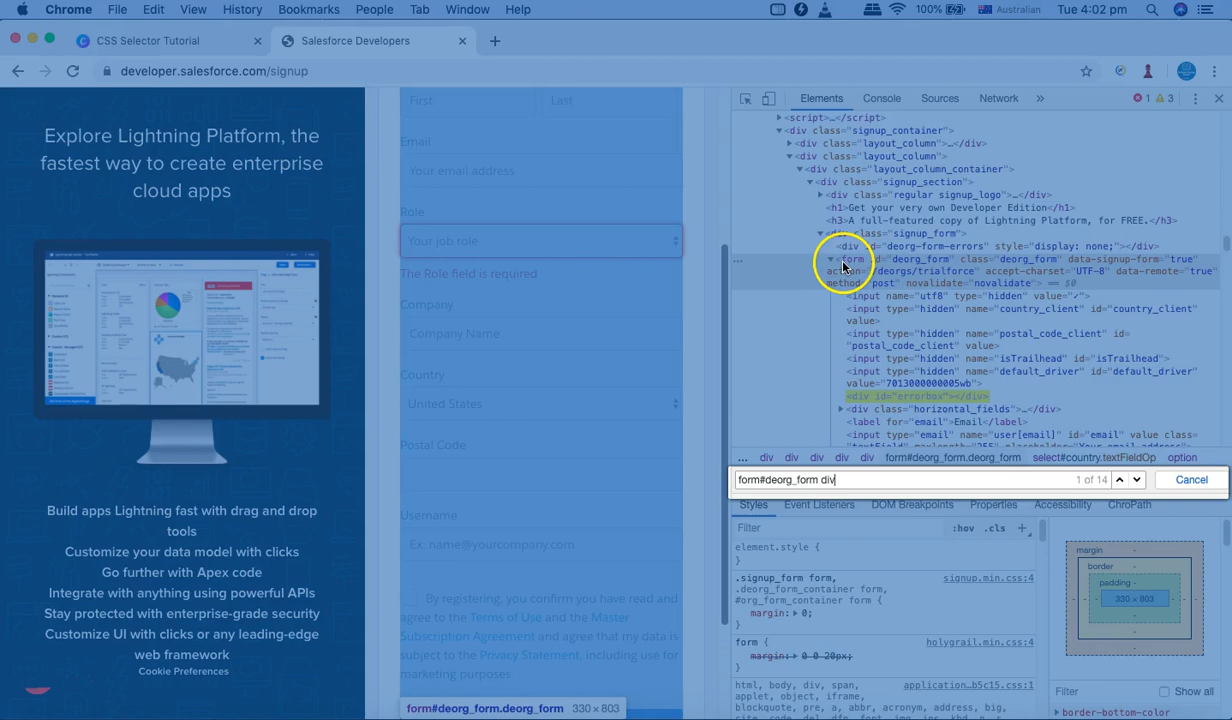 Chrome File Edit View History Bookmarks People Tab Window Help 100% Australian Tue 4:02 pm
CSS Selector Tutorial Salesforce Developers
developer.salesforce.com/signup
Explore Lightning Platform, the
fastest way to create enterprise
cloud apps
Build apps Lightning fast with drag and drop
tools
Customize your data model with clicks
Go further with Apex code
Integrate with anything using powerful APIs
Stay protected with enterprise-grade security
Customize UI with clicks or any leading-edge
web framework
Cookie Preferences
First Last
Email
Your email address
Role
Your job role
The Role field is required
Company
Company Name
Country
United States
Postal Code
Username
Ex: name@yourcompany.com
By registering, you confirm you have read and
agree to the Terms of Use and the Master
Subscription Agreement and agree that my data is
subject to the Privacy Statement, including use for
marketing purposes.
form#deorg_form.deorg_form 330 × 803
Elements Console Sources Network » 1 3
<script>…</script>
<div class="signup_container">
<div class="layout_column">…</div>
<div class="layout_column">
<div class="layout_column_container">
<div class="signup_section">
<div class="regular signup_logo">…</div>
<h1>Get your very own Developer Edition</h1>
<h3>A full-featured copy of Lightning Platform, for FREE.</h3>
<div class="signup_form">
<div id="deorg-form-errors" style="display: none;"></div>
… <form id="deorg_form" class="deorg_form" data-signup-form="true"
action="/deorgs/trialforce" accept-charset="UTF-8" data-remote="true"
method="post" novalidate="novalidate"> == $0
<input name="utf8" type="hidden" value="✓">
<input type="hidden" name="country_client" id="country_client"
value>
<input type="hidden" name="postal_code_client" id=
"postal_code_client" value>
<input type="hidden" name="isTrailhead" id="isTrailhead">
<input type="hidden" name="default_driver" id="default_driver"
value="7013000000005wb">
<div id="errorbox"></div>
<div class="horizontal_fields">…</div>
<label for="email">Email</label>
<input type="email" name="user[email]" id="email" value class=
… div div div div div form#deorg_form.deorg_form select#country.textFieldOp option
form#deorg_form div 1 of 14 Cancel
Styles Event Listeners DOM Breakpoints Properties Accessibility ChroPath
Filter :hov .cls +
element.style {
}
.signup_form form, signup.min.css:4
.deorg_form_container form,
#org_form_container form {
margin: 0;
}
form { holygrail.min.css:4
margin: 0 0 20px;
}
html, body, div, span, application…b5c15.css:1
applet, object, iframe,
blockquote, pre, a, abbr, acronym, address, big,
margin -
border -
padding -
- - - 330 × 803 - - -
-
-
-
Filter Show all
border-bottom-color